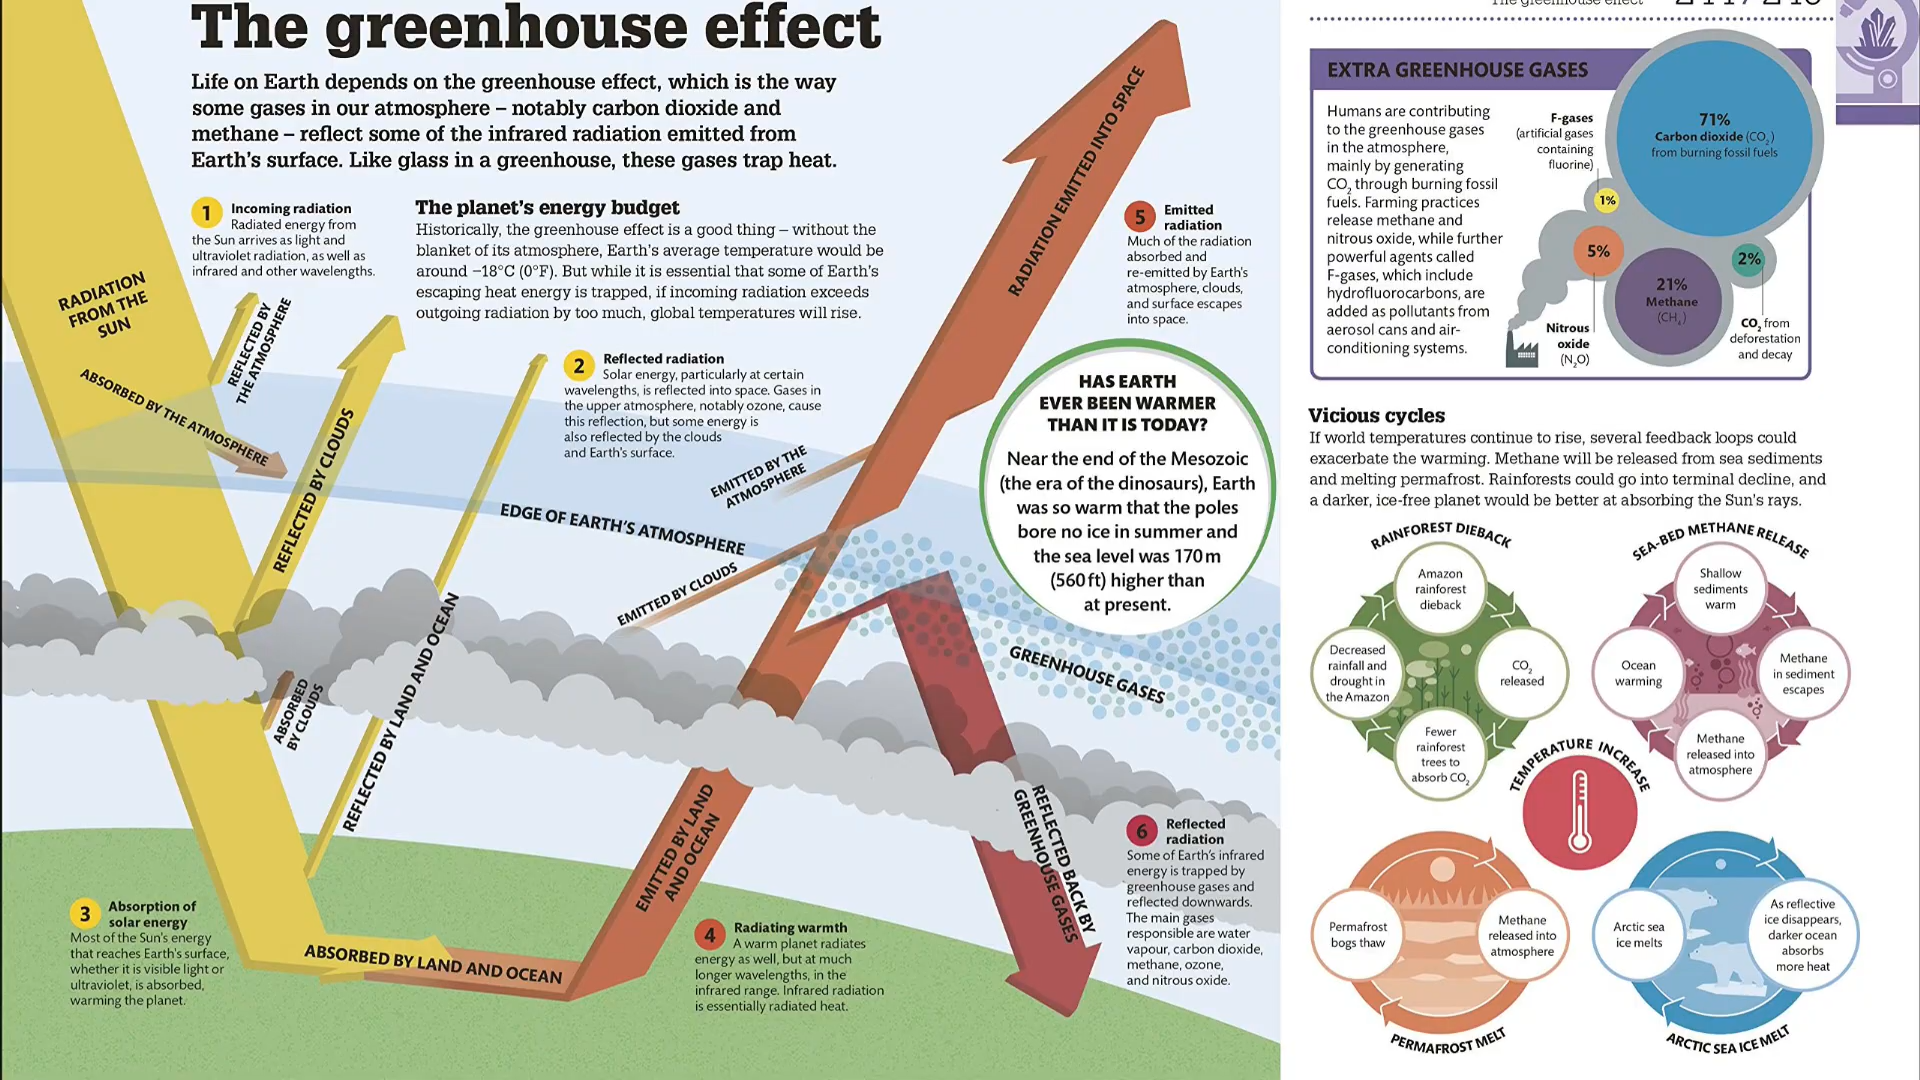 The greenhouse effect
Life on Earth depends on the greenhouse effect, which is the way
some gases in our atmosphere – notably carbon dioxide and
methane – reflect some of the infrared radiation emitted from
Earth's surface. Like glass in a greenhouse, these gases trap heat.
1
Incoming radiation
Radiated energy from
the Sun arrives as light and
ultraviolet radiation, as well as
infrared and other wavelengths.
The planet's energy budget
Historically, the greenhouse effect is a good thing – without the
blanket of its atmosphere, Earth's average temperature would be
around –18°C (0°F). But while it is essential that some of Earth's
escaping heat energy is trapped, if incoming radiation exceeds
outgoing radiation by too much, global temperatures will rise.
RADIATION
FROM THE
SUN
REFLECTED BY
THE ATMOSPHERE
ABSORBED BY THE ATMOSPHERE
REFLECTED BY CLOUDS
2
Reflected radiation
Solar energy, particularly at certain
wavelengths, is reflected into space. Gases in
the upper atmosphere, notably ozone, cause
this reflection, but some energy is
also reflected by the clouds
and Earth's surface.
EDGE OF EARTH'S ATMOSPHERE
EMITTED BY THE
ATMOSPHERE
EMITTED BY CLOUDS
RADIATION EMITTED INTO SPACE
5
Emitted
radiation
Much of the radiation
absorbed and
re-emitted by Earth's
atmosphere, clouds,
and surface escapes
into space.
HAS EARTH
EVER BEEN WARMER
THAN IT IS TODAY?
Near the end of the Mesozoic
(the era of the dinosaurs), Earth
was so warm that the poles
bore no ice in summer and
the sea level was 170 m
(560 ft) higher than
at present.
GREENHOUSE GASES
ABSORBED
BY CLOUDS
REFLECTED BY LAND AND OCEAN
3
Absorption of
solar energy
Most of the Sun's energy
that reaches Earth's surface,
whether it is visible light or
ultraviolet, is absorbed,
warming the planet.
ABSORBED BY LAND AND OCEAN
EMITTED BY LAND
AND OCEAN
4
Radiating warmth
A warm planet radiates
energy as well, but at much
longer wavelengths, in the
infrared range. Infrared radiation
is essentially radiated heat.
REFLECTED BACK BY
GREENHOUSE GASES
6
Reflected
radiation
Some of Earth's infrared
energy is trapped by
greenhouse gases and
reflected downwards.
The main gases
responsible are water
vapour, carbon dioxide,
methane, ozone,
and nitrous oxide.
The greenhouse effect
EXTRA GREENHOUSE GASES
Humans are contributing
to the greenhouse gases
in the atmosphere,
mainly by generating
CO₂ through burning fossil
fuels. Farming practices
release methane and
nitrous oxide, while further
powerful agents called
F-gases, which include
hydrofluorocarbons, are
added as pollutants from
aerosol cans and air-
conditioning systems.
F-gases
(artificial gases
containing
fluorine)
1%
71%
Carbon dioxide (CO₂)
from burning fossil fuels
5%
Nitrous
oxide
(N₂O)
21%
Methane
(CH₄)
2%
CO₂ from
deforestation
and decay
Vicious cycles
If world temperatures continue to rise, several feedback loops could
exacerbate the warming. Methane will be released from sea sediments
and melting permafrost. Rainforests could go into terminal decline, and
a darker, ice-free planet would be better at absorbing the Sun's rays.
RAINFOREST DIEBACK
Amazon
rainforest
dieback
CO₂
released
Fewer
rainforest
trees to
absorb CO₂
Decreased
rainfall and
drought in
the Amazon
SEA-BED METHANE RELEASE
Shallow
sediments
warm
Methane
in sediment
escapes
Methane
released into
atmosphere
Ocean
warming
TEMPERATURE INCREASE
Permafrost
bogs thaw
Methane
released into
atmosphere
PERMAFROST MELT
Arctic sea
ice melts
As reflective
ice disappears,
darker ocean
absorbs
more heat
ARCTIC SEA ICE MELT